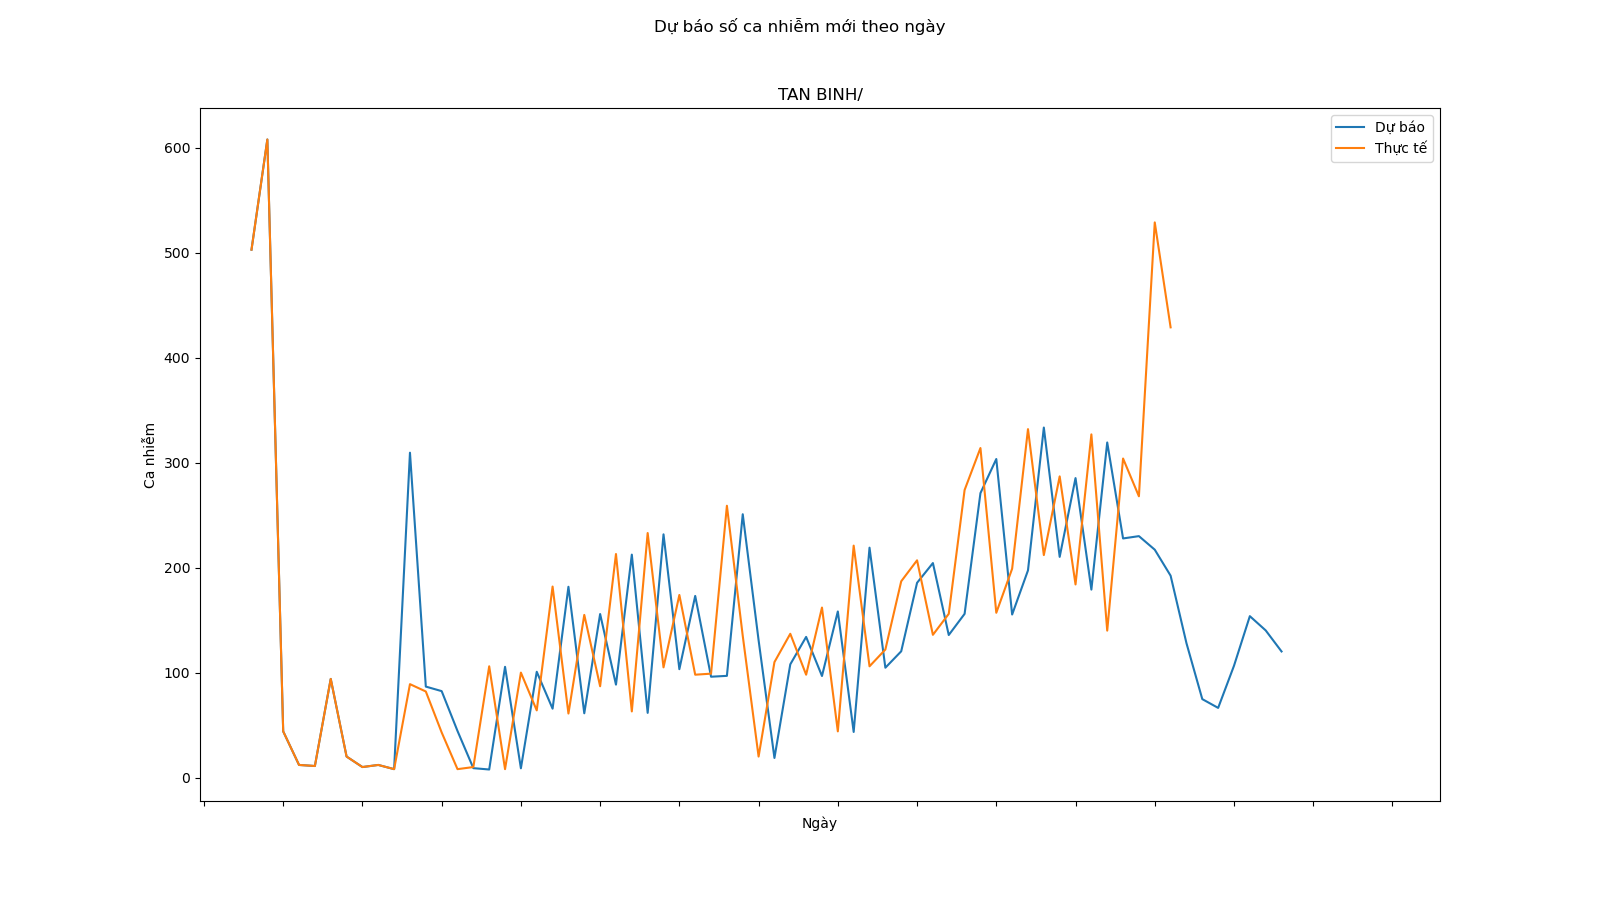 Dự báo số ca nhiễm mới theo ngày
TAN BINH/
Dự báo
Thực tế
600
500
400
300
200
100
0
Ca nhiễm
Ngày